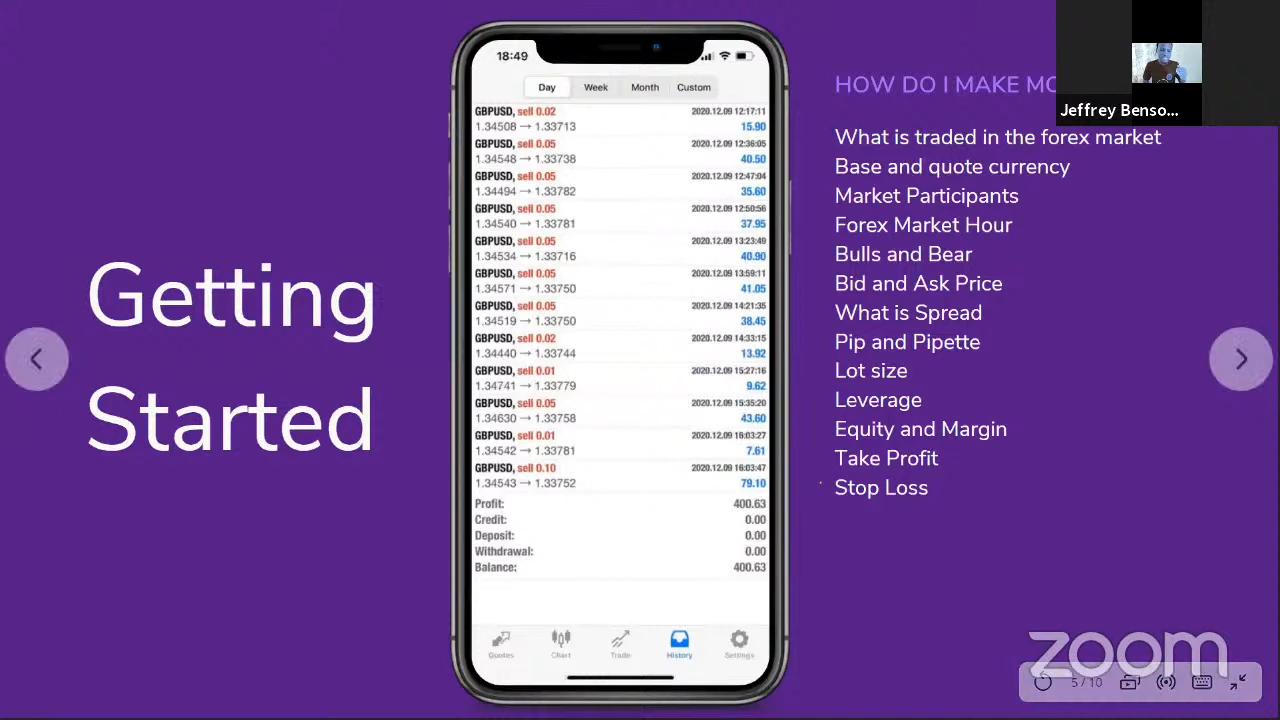 Getting
Started
18:49
Day Week Month Custom
GBPUSD, sell 0.02 2020.12.09 12:17:11
1.34508 → 1.33713 15.90
GBPUSD, sell 0.05 2020.12.09 12:36:05
1.34548 → 1.33738 40.50
GBPUSD, sell 0.05 2020.12.09 12:47:04
1.34494 → 1.33782 35.60
GBPUSD, sell 0.05 2020.12.09 12:50:56
1.34540 → 1.33781 37.95
GBPUSD, sell 0.05 2020.12.09 13:23:49
1.34534 → 1.33716 40.90
GBPUSD, sell 0.05 2020.12.09 13:59:11
1.34571 → 1.33750 41.05
GBPUSD, sell 0.05 2020.12.09 14:21:35
1.34519 → 1.33750 38.45
GBPUSD, sell 0.02 2020.12.09 14:33:15
1.34440 → 1.33744 13.92
GBPUSD, sell 0.01 2020.12.09 15:27:16
1.34741 → 1.33779 9.62
GBPUSD, sell 0.05 2020.12.09 15:35:20
1.34630 → 1.33758 43.60
GBPUSD, sell 0.01 2020.12.09 16:03:27
1.34542 → 1.33781 7.61
GBPUSD, sell 0.10 2020.12.09 16:03:47
1.34543 → 1.33752 79.10
Profit: 400.63
Credit: 0.00
Deposit: 0.00
Withdrawal: 0.00
Balance: 400.63
Quotes Chart Trade History Settings
HOW DO I MAKE MO
Jeffrey Benso...
What is traded in the forex market
Base and quote currency
Market Participants
Forex Market Hour
Bulls and Bear
Bid and Ask Price
What is Spread
Pip and Pipette
Lot size
Leverage
Equity and Margin
Take Profit
Stop Loss
zoom
5/10